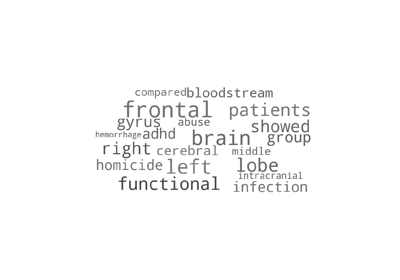 compared bloodstream
frontal patients
gyrus abuse showed
hemorrhage adhd brain group
right cerebral middle
homicide left lobe
intracranial
functional infection